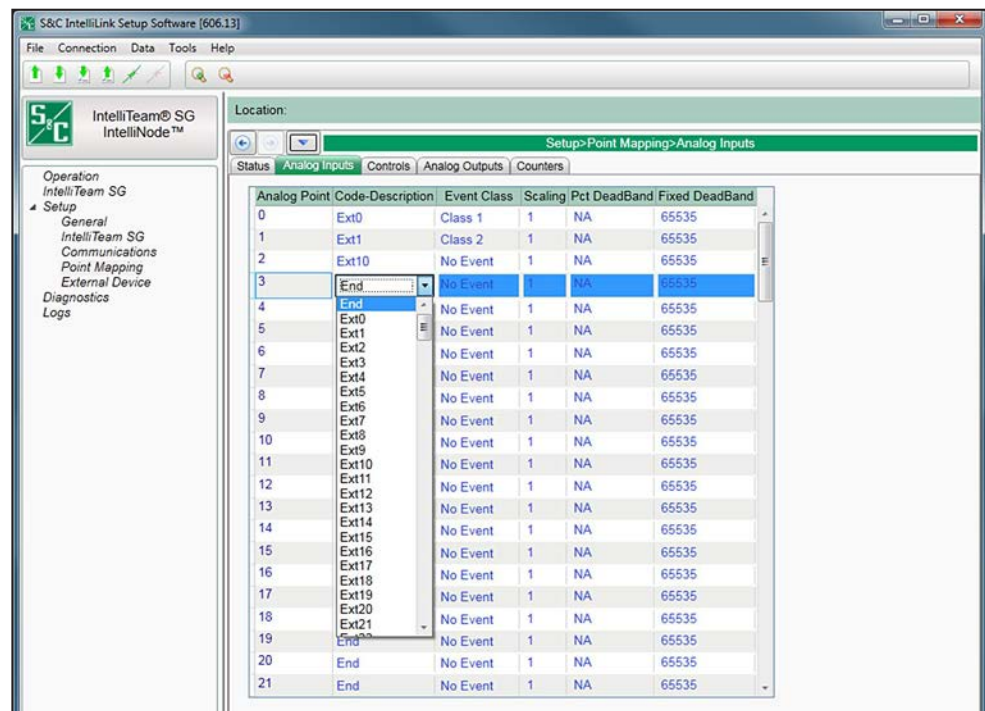 S&C IntelliLink Setup Software [606.13]
File Connection Data Tools Help
S&C
IntelliTeam® SG
IntelliNode™
Operation
IntelliTeam SG
Setup
General
IntelliTeam SG
Communications
Point Mapping
External Device
Diagnostics
Logs
Location:
Setup>Point Mapping>Analog Inputs
Status Analog Inputs Controls Analog Outputs Counters
Analog Point Code-Description Event Class Scaling Pct DeadBand Fixed DeadBand
0 Ext0 Class 1 1 NA 65535
1 Ext1 Class 2 1 NA 65535
2 Ext10 No Event 1 NA 65535
3 End No Event 1 NA 65535
4 No Event 1 NA 65535
5 No Event 1 NA 65535
6 No Event 1 NA 65535
7 No Event 1 NA 65535
8 No Event 1 NA 65535
9 No Event 1 NA 65535
10 No Event 1 NA 65535
11 No Event 1 NA 65535
12 No Event 1 NA 65535
13 No Event 1 NA 65535
14 No Event 1 NA 65535
15 No Event 1 NA 65535
16 No Event 1 NA 65535
17 No Event 1 NA 65535
18 No Event 1 NA 65535
19 End No Event 1 NA 65535
20 End No Event 1 NA 65535
21 End No Event 1 NA 65535
End
Ext0
Ext1
Ext2
Ext3
Ext4
Ext5
Ext6
Ext7
Ext8
Ext9
Ext10
Ext11
Ext12
Ext13
Ext14
Ext15
Ext16
Ext17
Ext18
Ext19
Ext20
Ext21